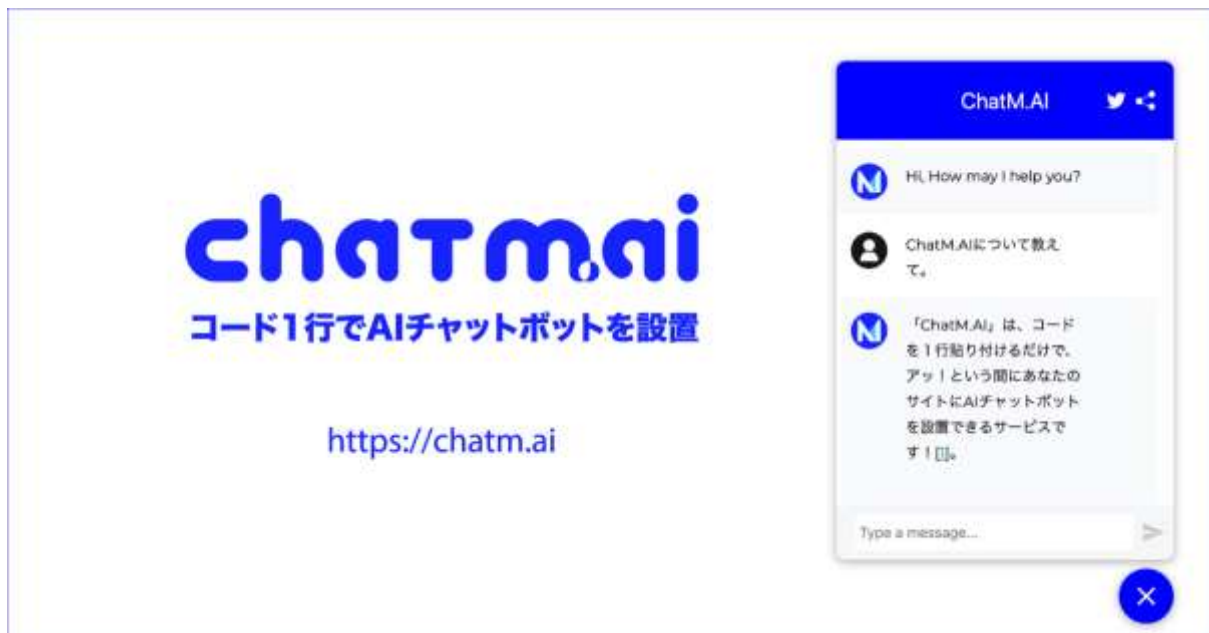 chatm.ai
コード1行でAIチャットボットを設置
https://chatm.ai
ChatM.AI
Hi, How may I help you?
ChatM.AIについて教え
て。
「ChatM.AI」は、コード
を1行貼り付けるだけで、
アッ！という間にあなたの
サイトにAIチャットボット
を設置できるサービスで
す！[1]。
Type a message...